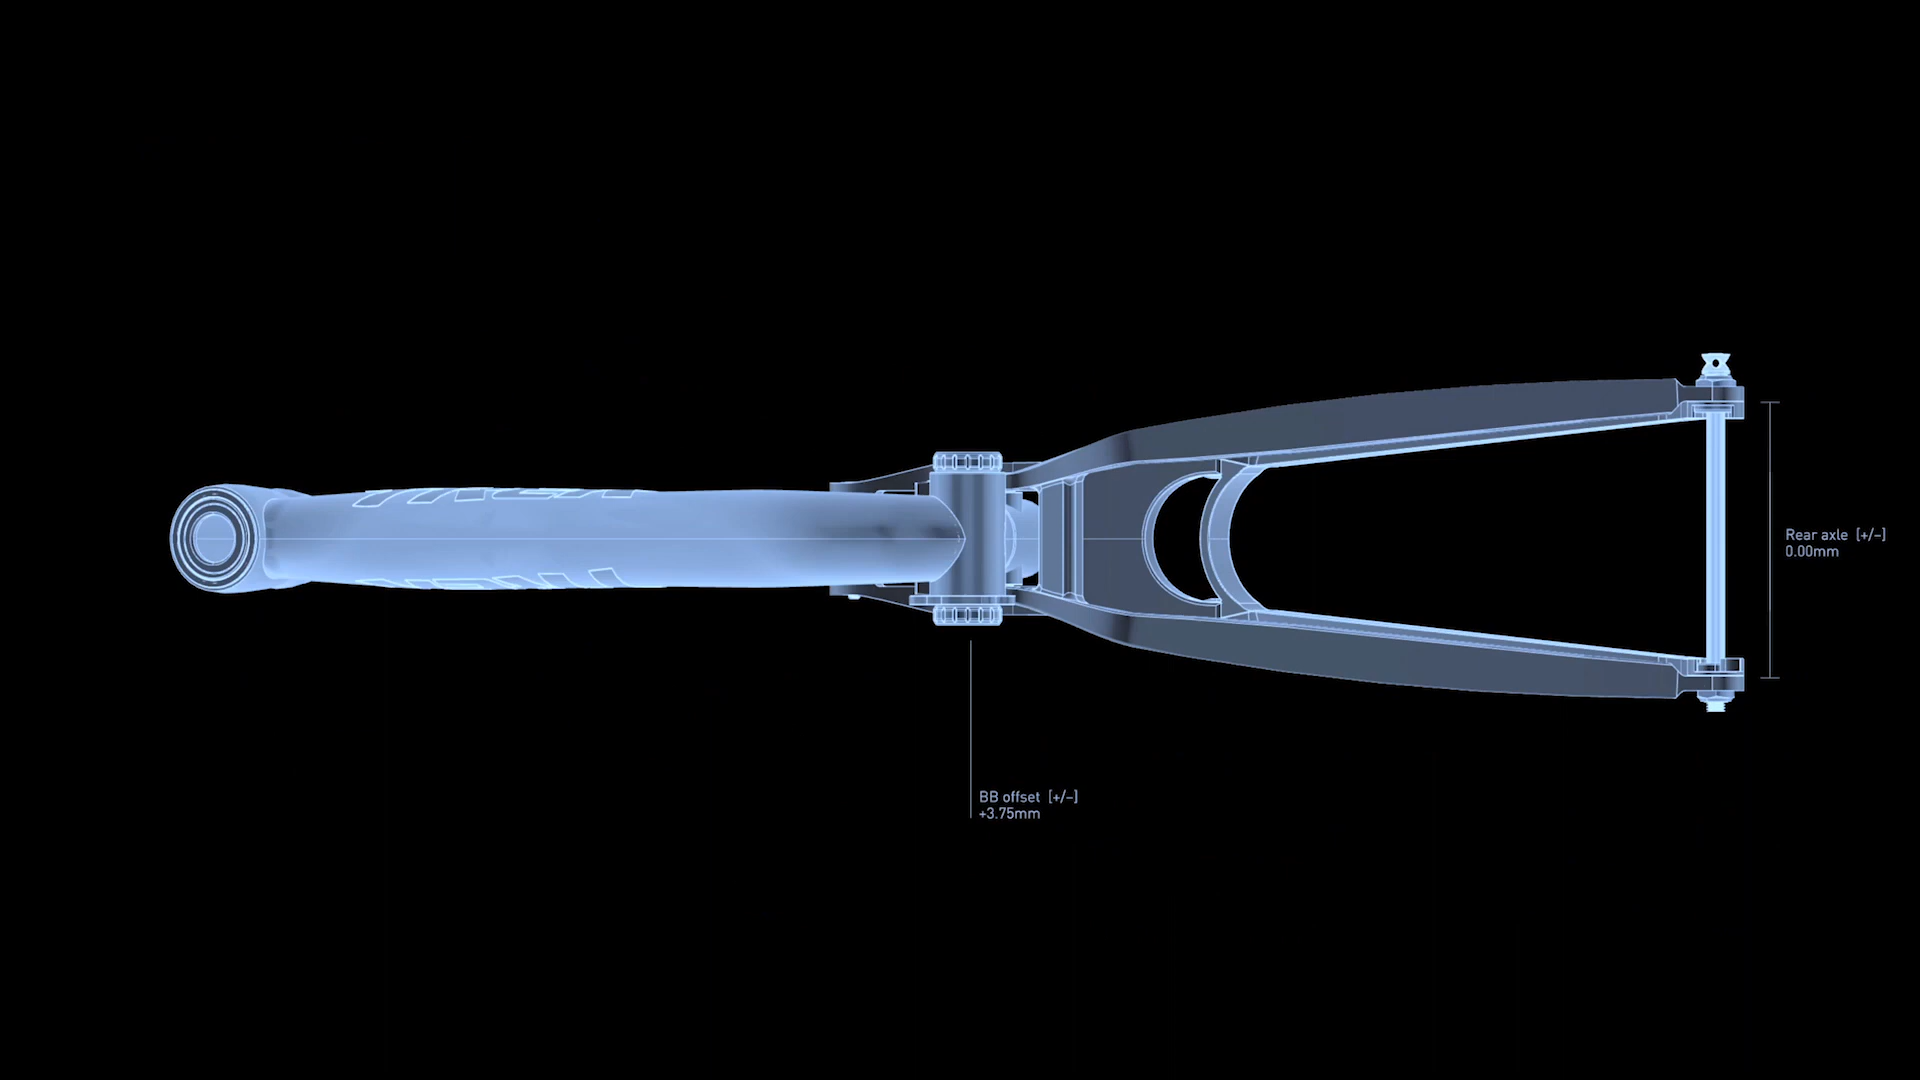 BB offset [+/-]
+3.75mm
Rear axle [+/-]
0.00mm